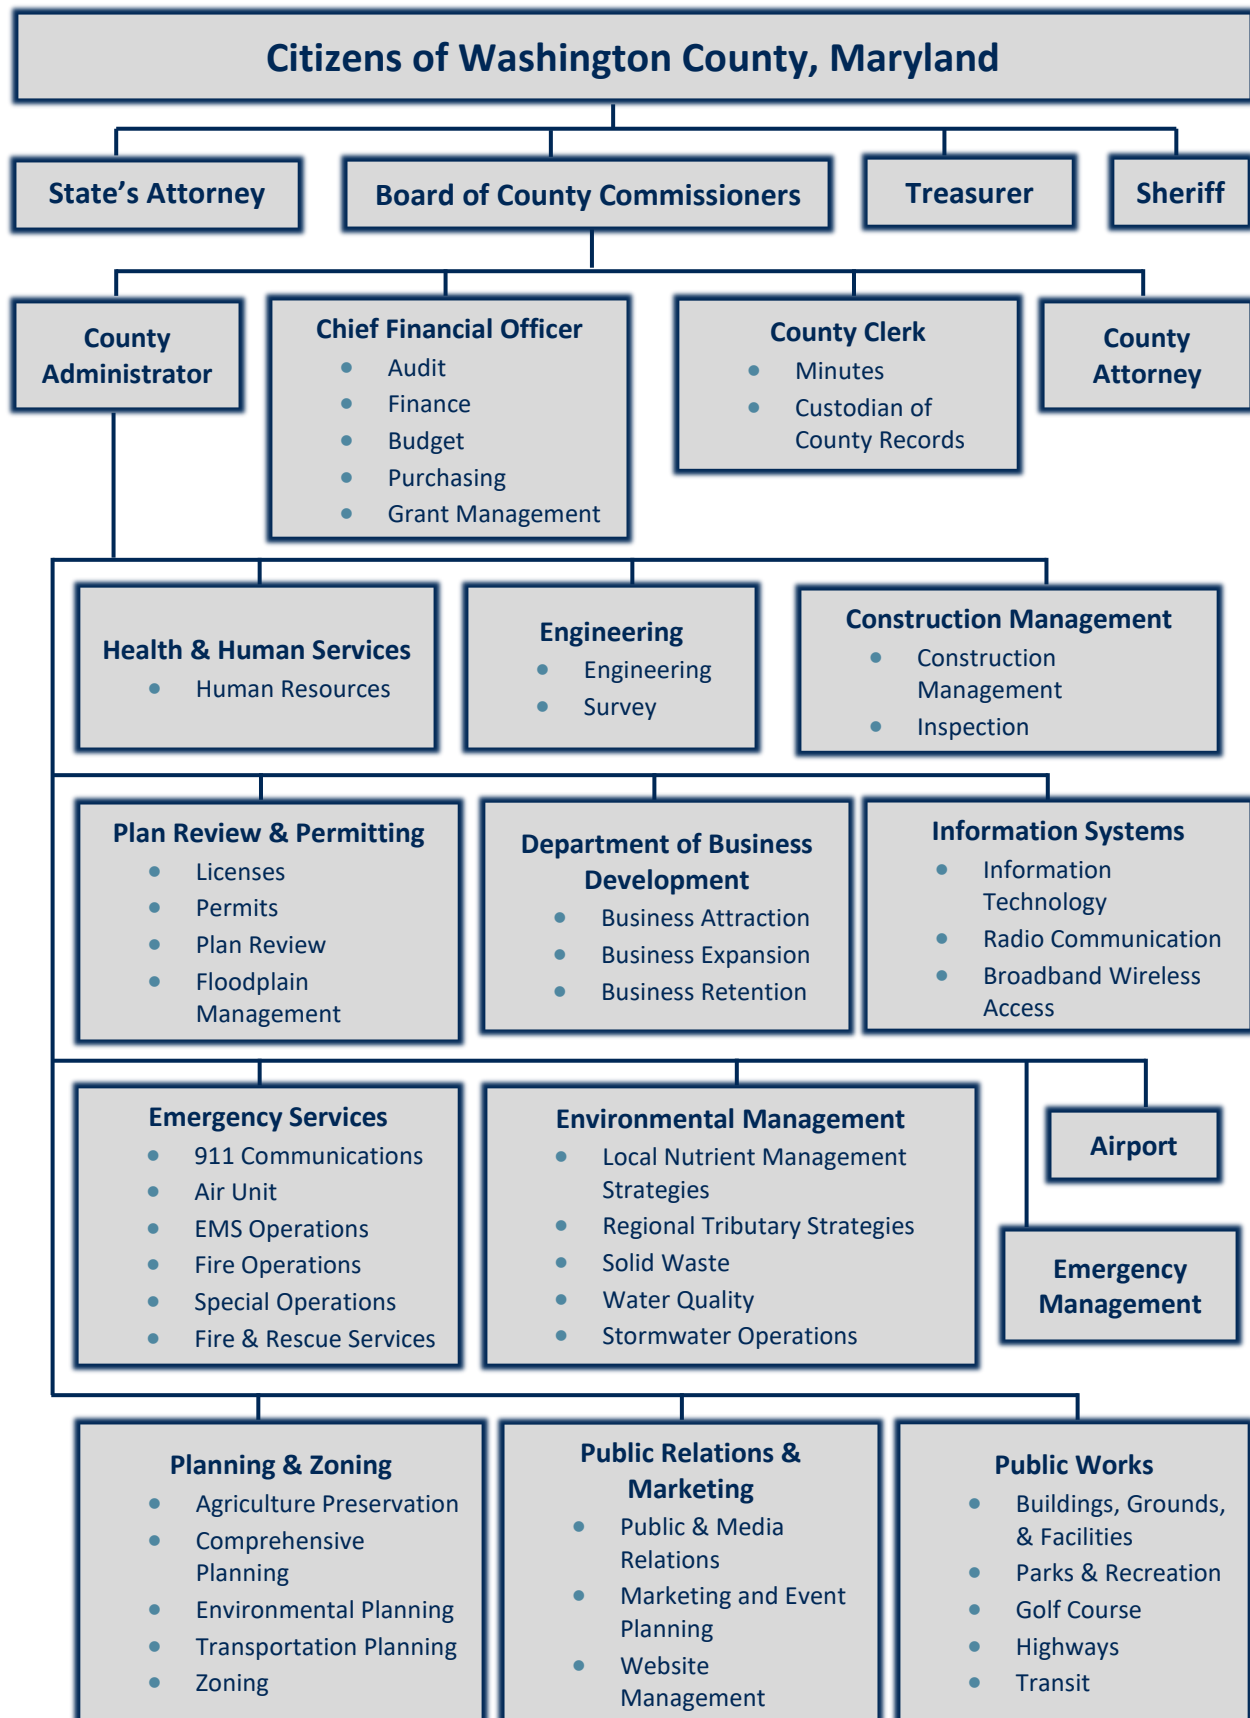 Citizens of Washington County, Maryland
State’s Attorney
Board of County Commissioners
Treasurer
Sheriff
County
Administrator
Chief Financial Officer
• Audit
• Finance
• Budget
• Purchasing
• Grant Management
County Clerk
• Minutes
• Custodian of
County Records
County
Attorney
Health & Human Services
• Human Resources
Engineering
• Engineering
• Survey
Construction Management
• Construction
Management
• Inspection
Plan Review & Permitting
• Licenses
• Permits
• Plan Review
• Floodplain
Management
Department of Business
Development
• Business Attraction
• Business Expansion
• Business Retention
Information Systems
• Information
Technology
• Radio Communication
• Broadband Wireless
Access
Emergency Services
• 911 Communications
• Air Unit
• EMS Operations
• Fire Operations
• Special Operations
• Fire & Rescue Services
Environmental Management
• Local Nutrient Management
Strategies
• Regional Tributary Strategies
• Solid Waste
• Water Quality
• Stormwater Operations
Airport
Emergency
Management
Planning & Zoning
• Agriculture Preservation
• Comprehensive
Planning
• Environmental Planning
• Transportation Planning
• Zoning
Public Relations &
Marketing
• Public & Media
Relations
• Marketing and Event
Planning
• Website
Management
Public Works
• Buildings, Grounds,
& Facilities
• Parks & Recreation
• Golf Course
• Highways
• Transit